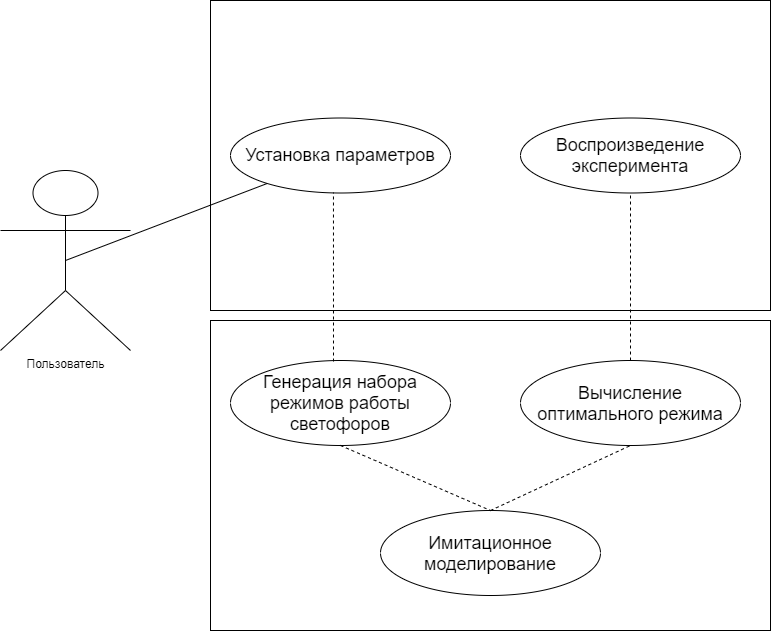 Установка параметров
Воспроизведение
эксперимента
Пользователь
Генерация набора
режимов работы
светофоров
Вычисление
оптимального режима
Имитационное
моделирование